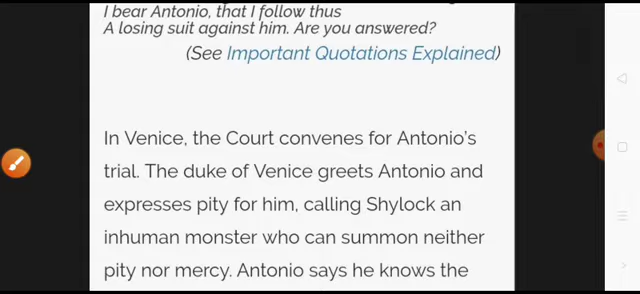 I bear Antonio, that I follow thus
A losing suit against him. Are you answered?
(See Important Quotations Explained)
In Venice, the Court convenes for Antonio's
trial. The duke of Venice greets Antonio and
expresses pity for him, calling Shylock an
inhuman monster who can summon neither
pity nor mercy. Antonio says he knows the